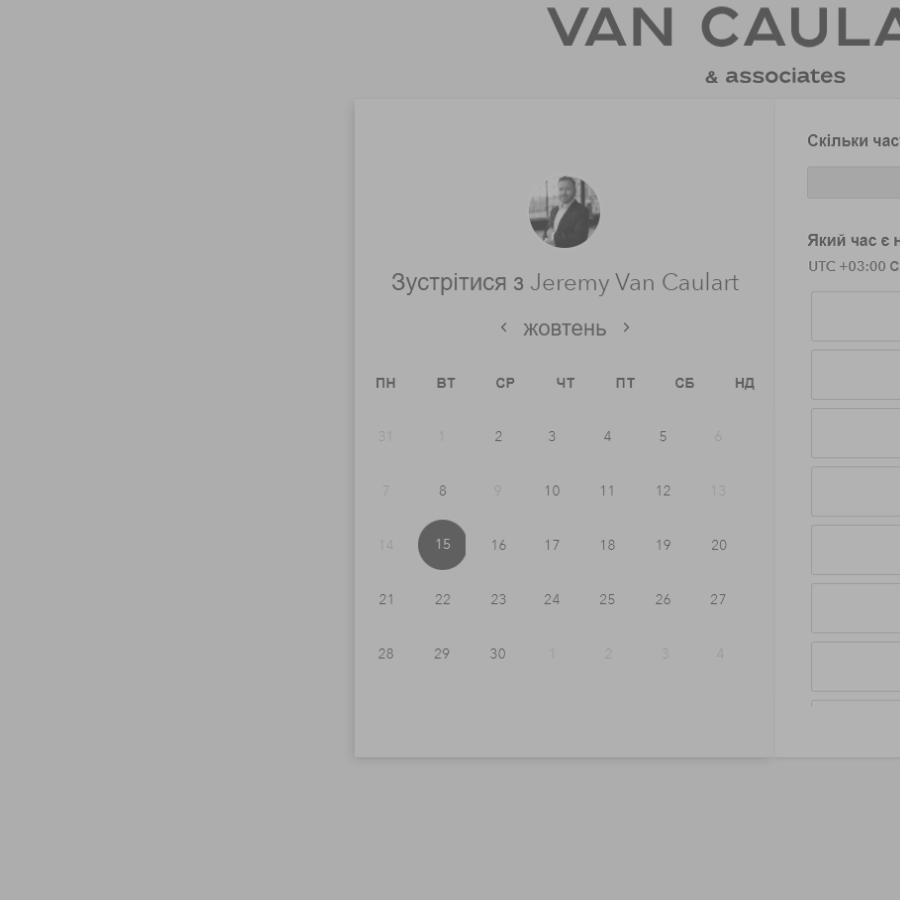 VAN CAULA
& associates
Зустрітися з Jeremy Van Caulart
‹ жовтень ›
ПН ВТ СР ЧТ ПТ СБ НД
31 1 2 3 4 5 6
7 8 9 10 11 12 13
14 15 16 17 18 19 20
21 22 23 24 25 26 27
28 29 30 1 2 3 4
Скільки час
Який час є н
UTC +03:00 С